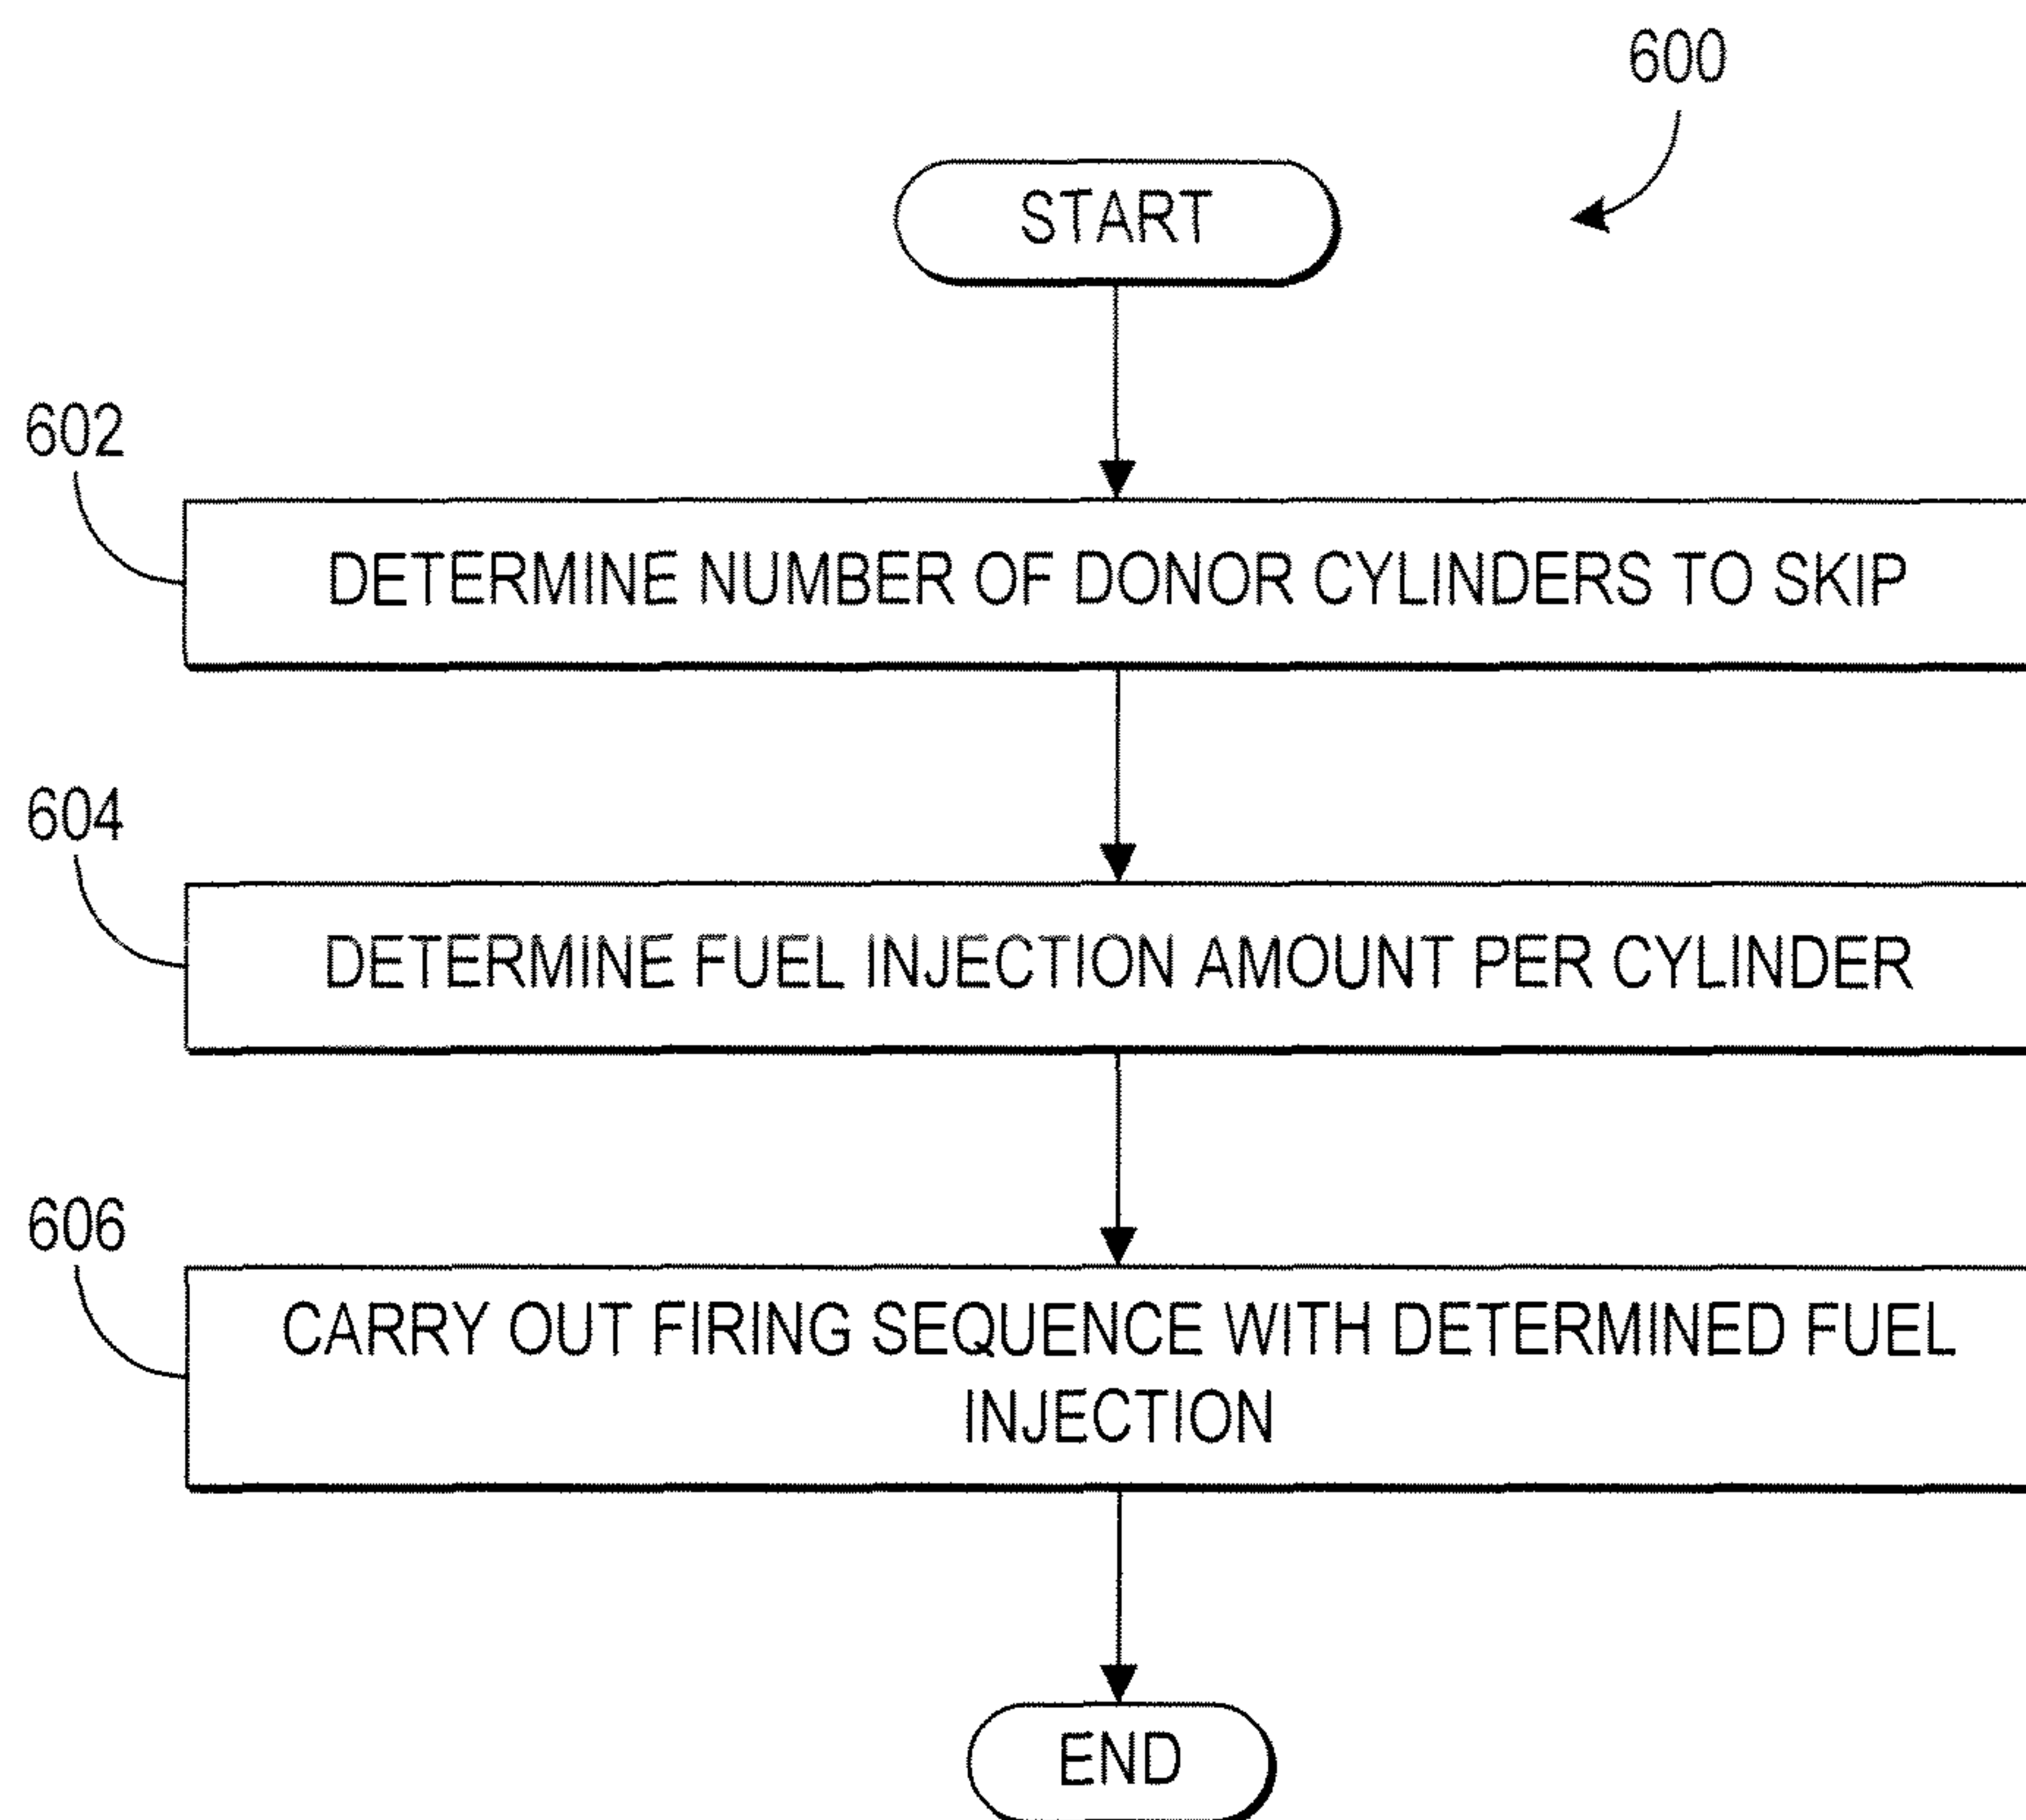 600
START
602
DETERMINE NUMBER OF DONOR CYLINDERS TO SKIP
604
DETERMINE FUEL INJECTION AMOUNT PER CYLINDER
606
CARRY OUT FIRING SEQUENCE WITH DETERMINED FUEL
INJECTION
END